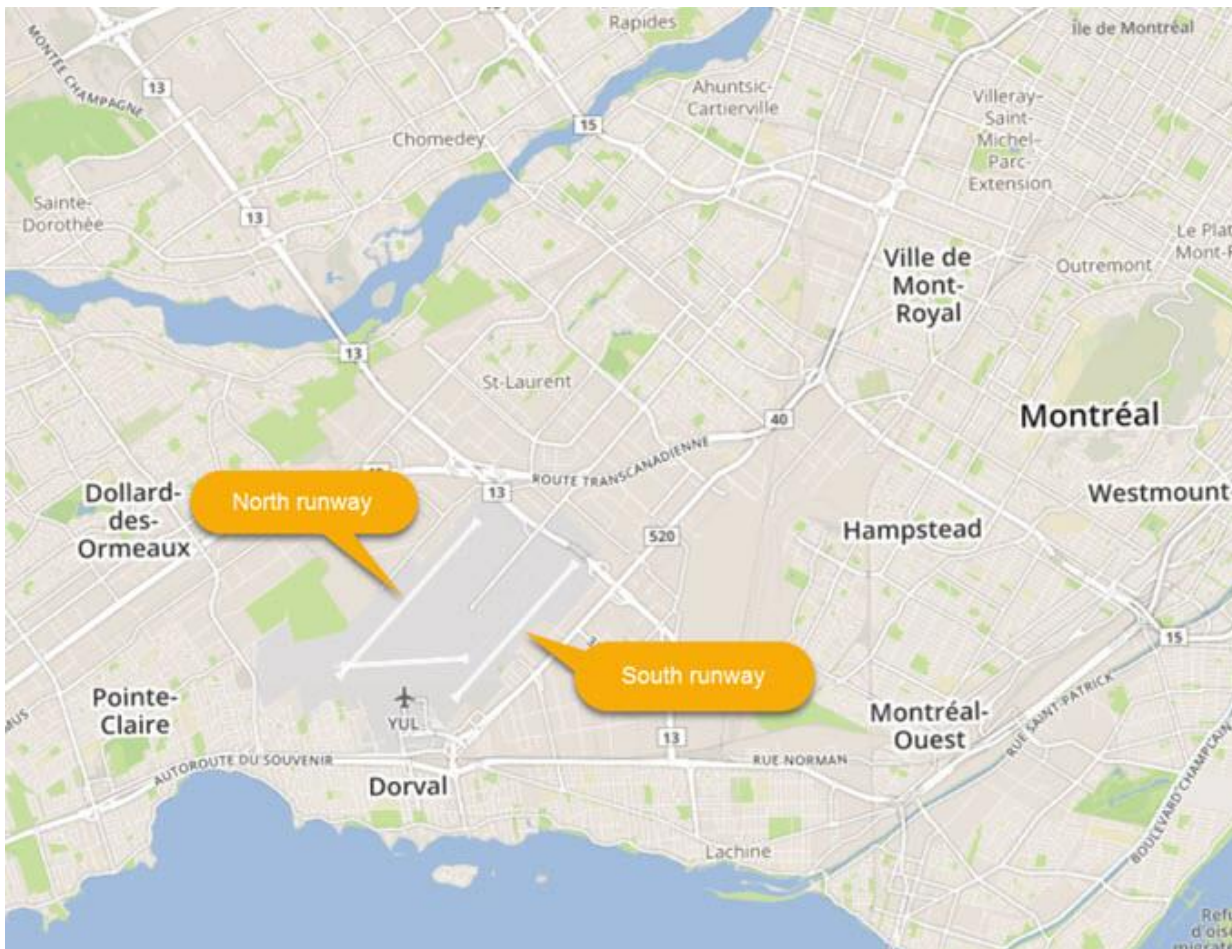 Rapides
Île de Montréal
MONTÉE CHAMPAGNE
13
15
Ahuntsic-
Cartierville
Chomedey
Villeray–
Saint-
Michel–
Parc-
Extension
Sainte-
Dorothée
13
Le Plat
Mont-R
Ville de
Mont-
Royal
Outremont
13
St-Laurent
Montréal
40
ROUTE TRANSCANADIENNE
Dollard-
des-
Ormeaux
North runway
13
Westmount
520
Hampstead
15
South runway
Pointe-
Claire
YUL
Montréal-
Ouest
RUE SAINT-PATRICK
13
AUTOROUTE DU SOUVENIR
RUE NORMAN
Dorval
BOULEVARD CHAMPLAIN
Lachine
Refu
d'ois